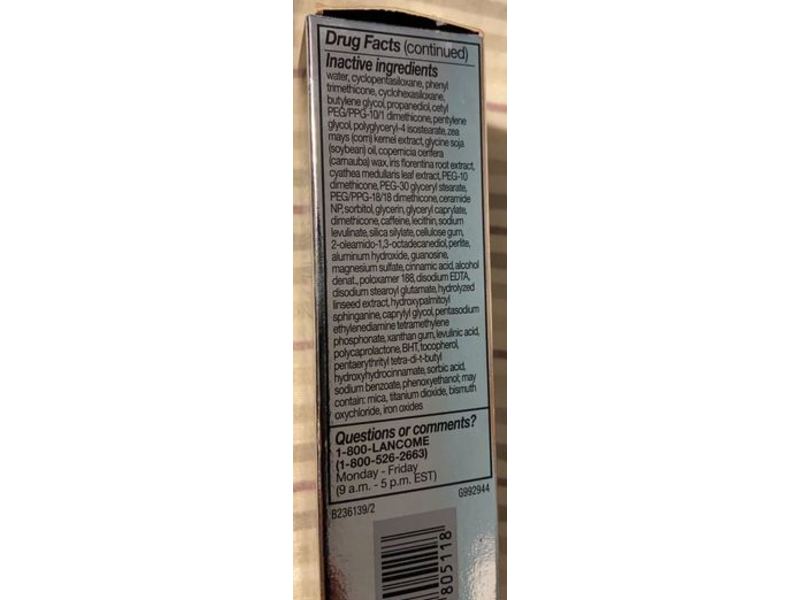 Drug Facts (continued)
Inactive ingredients
water, cyclopentasiloxane, phenyl
trimethicone, cyclohexasiloxane,
butylene glycol, propanediol, cetyl
PEG/PPG-10/1 dimethicone, pentylene
glycol, polyglyceryl-4 isostearate, zea
mays (corn) kernel extract, glycine soja
(soybean) oil, copernicia cerifera
(carnauba) wax, iris florentina root extract,
cyathea medullaris leaf extract, PEG-10
dimethicone, PEG-30 glyceryl stearate,
PEG/PPG-18/18 dimethicone, ceramide
NP, sorbitol, glycerin, glyceryl caprylate,
dimethicone, caffeine, lecithin, sodium
levulinate, silica silylate, cellulose gum,
2-oleamido-1,3-octadecanediol, perlite,
aluminum hydroxide, guanosine,
magnesium sulfate, cinnamic acid, alcohol
denat., poloxamer 188, disodium EDTA,
disodium stearoyl glutamate, hydrolyzed
linseed extract, hydroxypalmitoyl
sphinganine, caprylyl glycol, pentasodium
ethylenediamine tetramethylene
phosphonate, xanthan gum, levulinic acid,
polycaprolactone, BHT, tocopherol,
pentaerythrityl tetra-di-t-butyl
hydroxyhydrocinnamate, sorbic acid,
sodium benzoate, phenoxyethanol; may
contain: mica, titanium dioxide, bismuth
oxychloride, iron oxides
Questions or comments?
1-800-LANCOME
(1-800-526-2663)
Monday - Friday
(9 a.m. - 5 p.m. EST)
B236139/2
G992944
805118